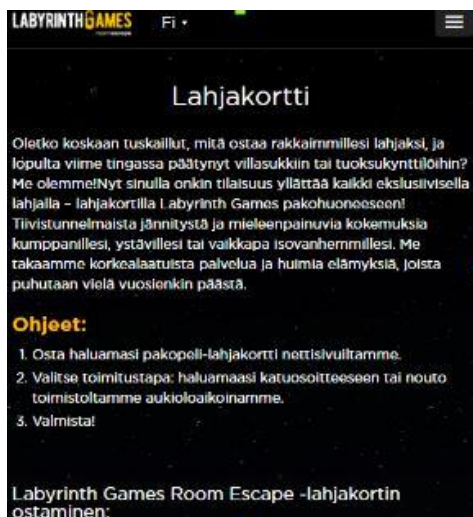 LABYRINTH GAMES
Fi
Lahjakortti
Oletko koskaan tuskaillut, mitä ostaa rakkaimmillesi lahjaksi, ja
lopulta viime tingassa päätynyt villasukkiin tai tuoksukynttilöihin?
Me olemme!Nyt sinulla onkin tilaisuus yllättää kaikki ekslusiivisella
lahjalla – lahjakortilla Labyrinth Games pakohuoneeseen!
Tiivistunnelmaista jännitystä ja mieleenpainuvia kokemuksia
kumppanillesi, ystävillesi tai vaikkapa isovanhemmillesi. Me
takaamme korkealaatuista palvelua ja huimia elämyksiä, joista
puhutaan vielä vuosienkin päästä.
Ohjeet:
1. Osta haluamasi pakopeli-lahjakortti nettisivuiltamme.
2. Valitse toimitustapa: haluamaasi katuosoitteeseen tai nouto
toimistoltamme aukioloaikoinamme.
3. Valmista!
Labyrinth Games Room Escape -lahjakortin
ostaminen: